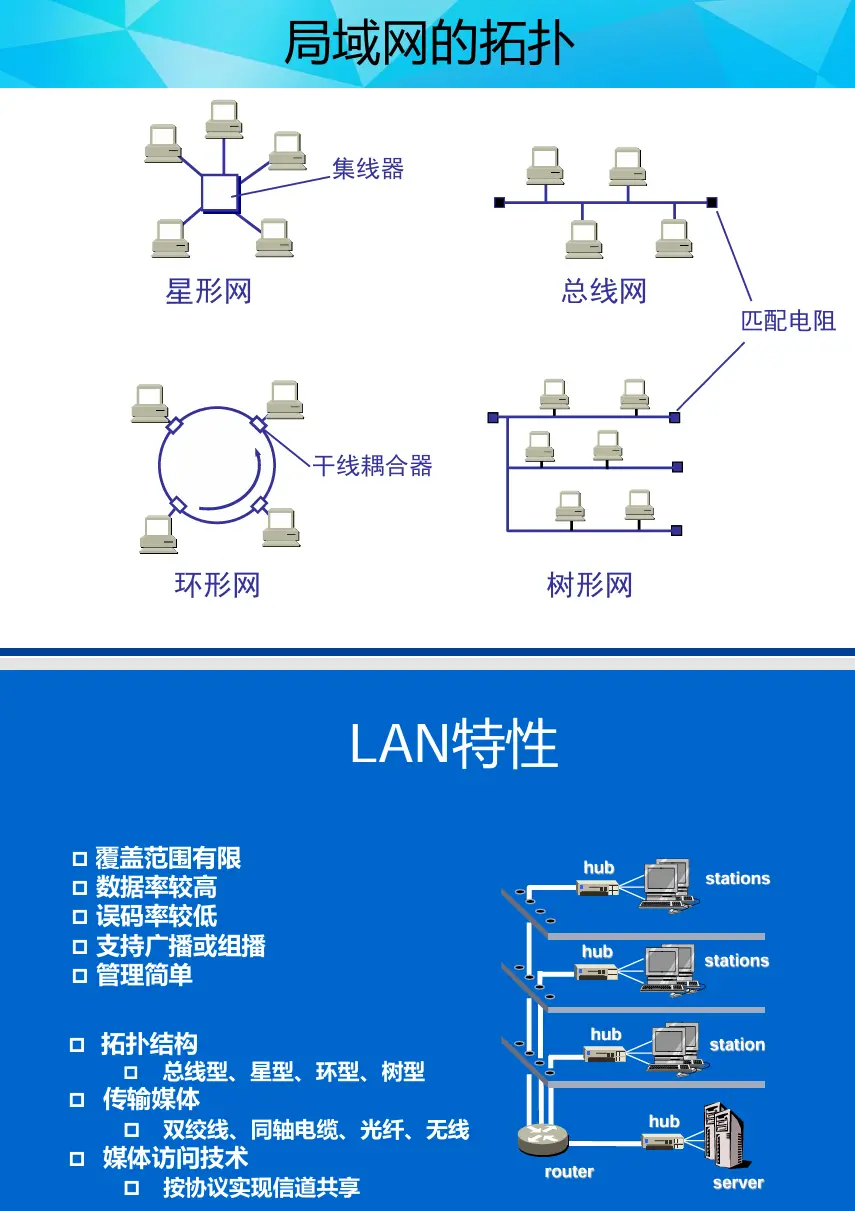 局域网的拓扑
集线器
星形网
总线网
匹配电阻
干线耦合器
环形网
树形网
LAN特性
覆盖范围有限
数据率较高
误码率较低
支持广播或组播
管理简单
拓扑结构
总线型、星型、环型、树型
传输媒体
双绞线、同轴电缆、光纤、无线
媒体访问技术
按协议实现信道共享
hub
stations
hub
stations
hub
station
hub
router
server